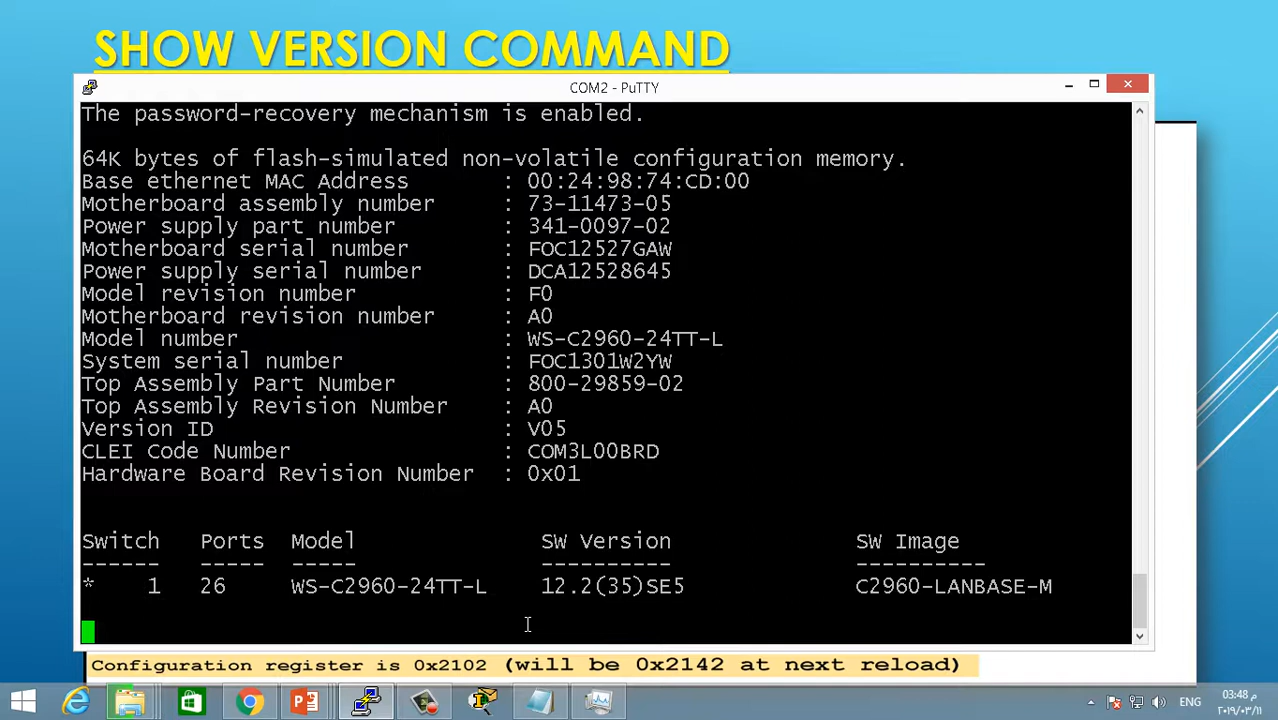 SHOW VERSION COMMAND
COM2 - PuTTY
The password-recovery mechanism is enabled.
64K bytes of flash-simulated non-volatile configuration memory.
Base ethernet MAC Address : 00:24:98:74:CD:00
Motherboard assembly number : 73-11473-05
Power supply part number : 341-0097-02
Motherboard serial number : FOC12527GAW
Power supply serial number : DCA12528645
Model revision number : F0
Motherboard revision number : A0
Model number : WS-C2960-24TT-L
System serial number : FOC1301W2YW
Top Assembly Part Number : 800-29859-02
Top Assembly Revision Number : A0
Version ID : V05
CLEI Code Number : COM3L00BRD
Hardware Board Revision Number : 0x01
Switch Ports Model SW Version SW Image
------ ----- ----- ---------- ----------
* 1 26 WS-C2960-24TT-L 12.2(35)SE5 C2960-LANBASE-M
Configuration register is 0x2102 (will be 0x2142 at next reload)
ENG
03:48 م
٢٠١٩/٠٣/١١